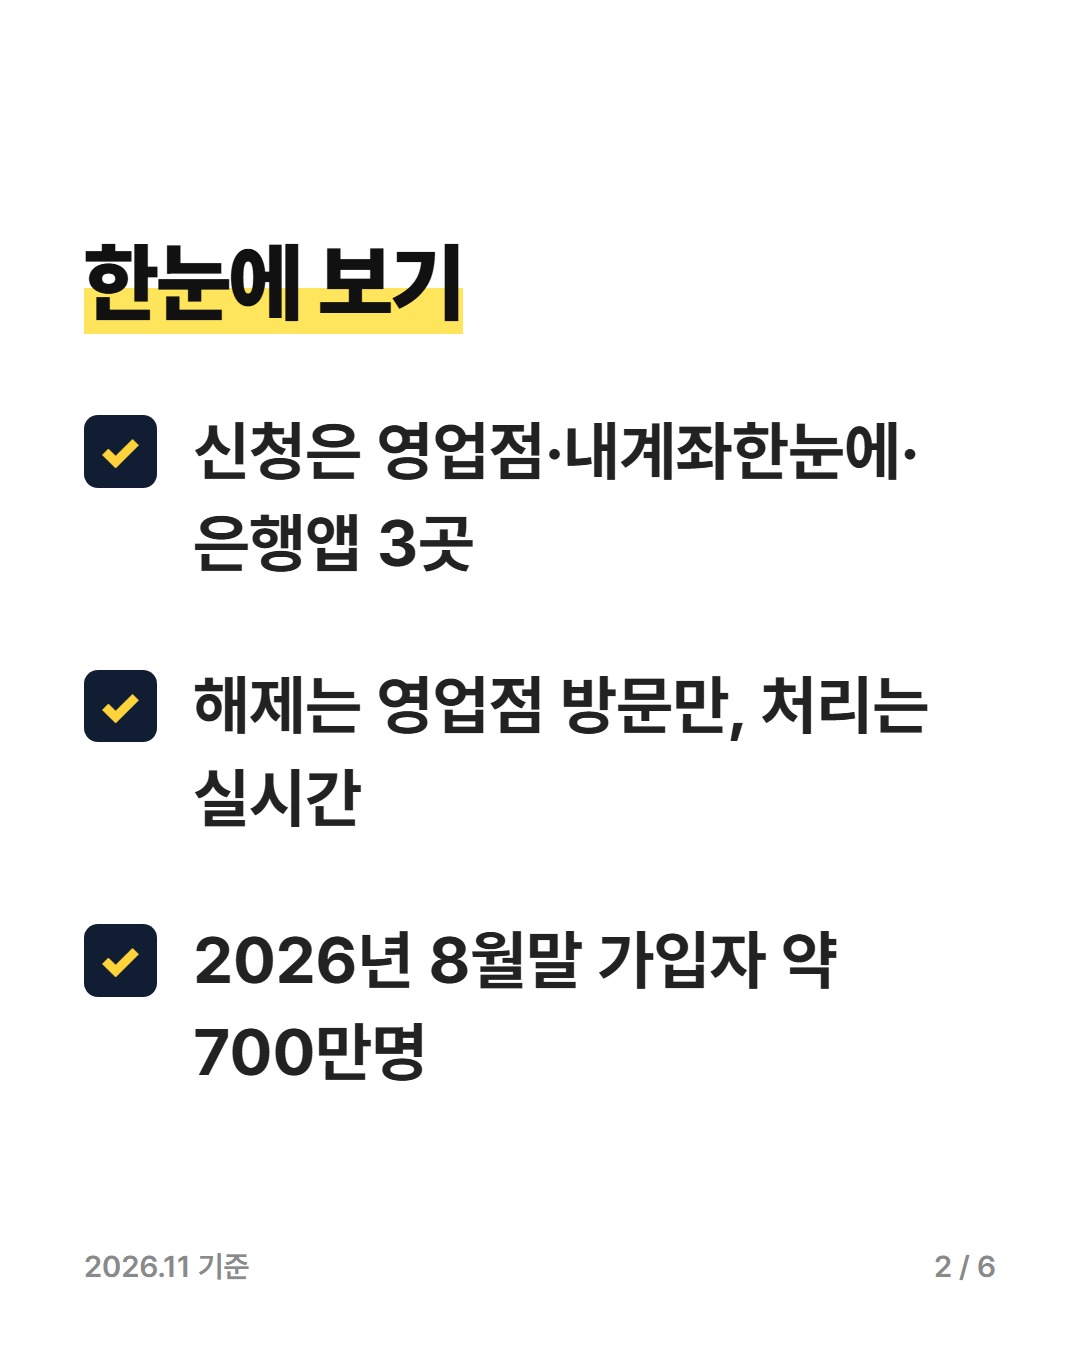 한눈에 보기
신청은 영업점·내계좌한눈에·
은행앱 3곳
해제는 영업점 방문만, 처리는
실시간
2026년 8월말 가입자 약
700만명
2026.11 기준
2 / 6